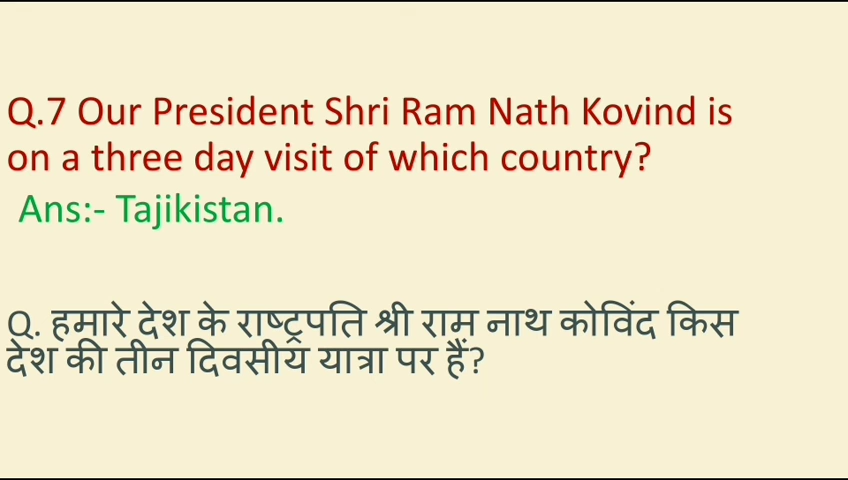 Q.7 Our President Shri Ram Nath Kovind is
on a three day visit of which country?
Ans:- Tajikistan.
Q. हमारे देश के राष्ट्रपति श्री राम नाथ कोविंद किस
देश की तीन दिवसीय यात्रा पर हैं?